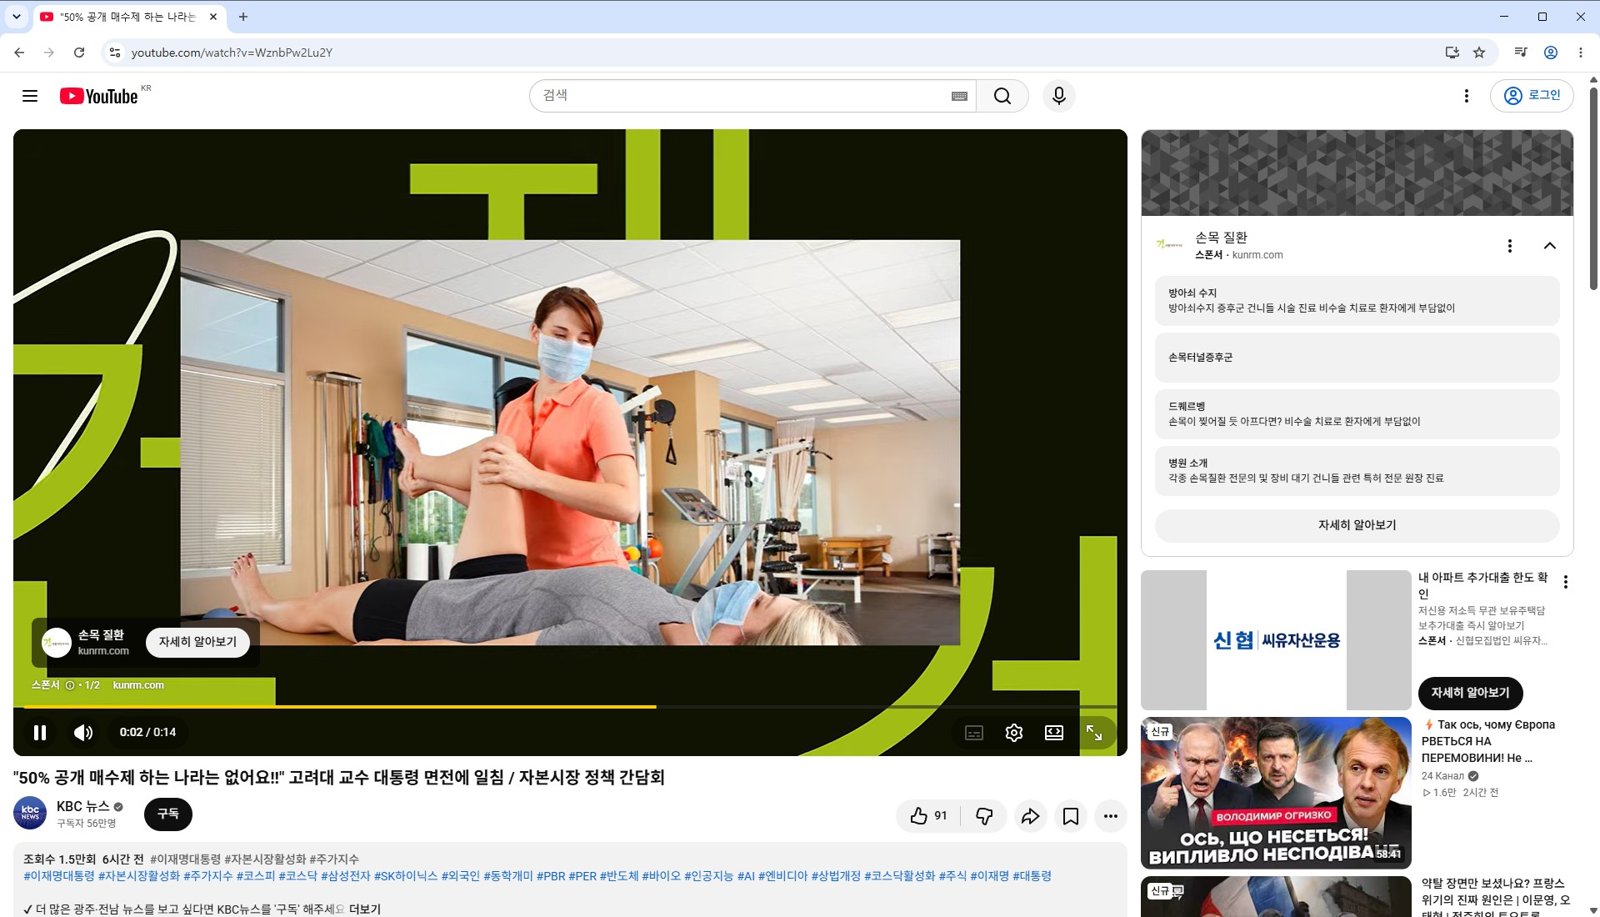 "50% 공개 매수제 하는 나라는
youtube.com/watch?v=WznbPw2Lu2Y
YouTube KR
검색
로그인
손목 질환
kunrm.com
자세히 알아보기
스폰서 · 1/2 kunrm.com
0:02 / 0:14
"50% 공개 매수제 하는 나라는 없어요!!" 고려대 교수 대통령 면전에 일침 / 자본시장 정책 간담회
kbc NEWS
KBC 뉴스
구독자 56만명
구독
91
조회수 1.5만회 6시간 전 #이재명대통령 #자본시장활성화 #주가지수
#이재명대통령 #자본시장활성화 #주가지수 #코스피 #코스닥 #삼성전자 #SK하이닉스 #외국인 #동학개미 #PBR #PER #반도체 #바이오 #인공지능 #AI #엔비디아 #상법개정 #코스닥활성화 #주식 #이재명 #대통령
✓ 더 많은 광주·전남 뉴스를 보고 싶다면 KBC뉴스를 '구독' 해주세요 더보기
손목 질환
스폰서 · kunrm.com
방아쇠 수지
방아쇠수지 증후군 건니들 시술 진료 비수술 치료로 환자에게 부담없이
손목터널증후군
드퀘르벵
손목이 찢어질 듯 아프다면? 비수술 치료로 환자에게 부담없이
병원 소개
각종 손목질환 전문의 및 장비 대기 건니들 관련 특허 전문 원장 진료
자세히 알아보기
신협 씨유자산운용
내 아파트 추가대출 한도 확
인
저신용 저소득 무관 보유주택담
보추가대출 즉시 알아보기
스폰서 · 신협모집법인 씨유자...
자세히 알아보기
신규
ВОЛОДИМИР ОГРИЗКО
ОСЬ, ЩО НЕСЕТЬСЯ!
ВИПЛИВЛО НЕСПОДІВА
58:41
⚡ Так ось, чому Європа
РВЕТЬСЯ НА
ПЕРЕМОВИНИ! Не ...
24 Канал
1.6만 2시간 전
신규
약탈 장면만 보셨나요? 프랑스
위기의 진짜 원인은 | 이문영, 오